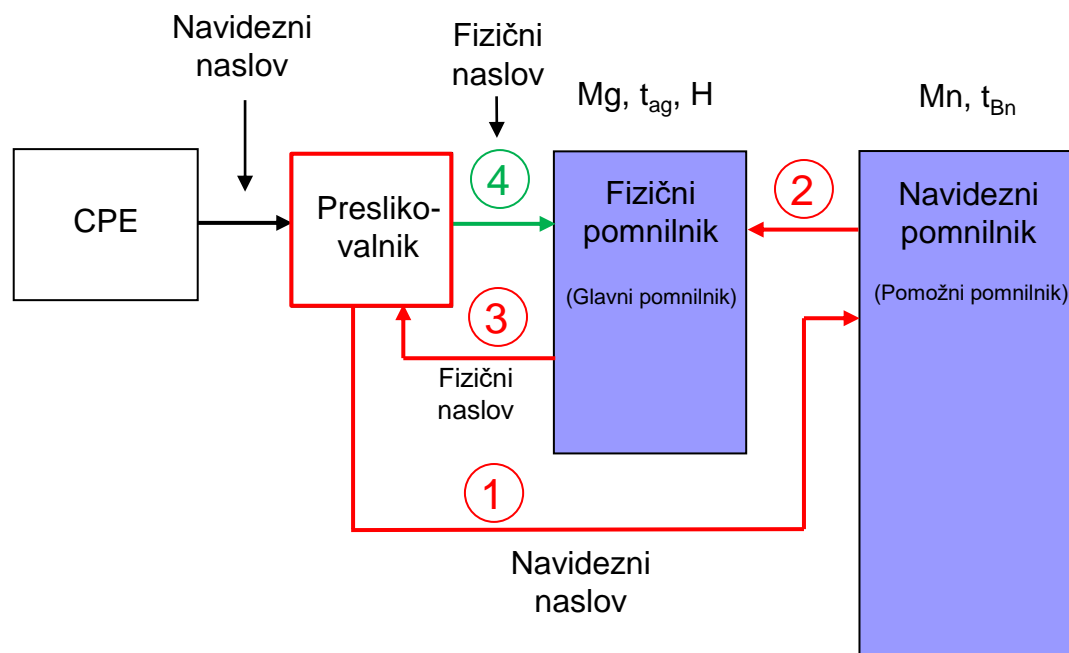 Navidezni
naslov
Fizični
naslov
Mg, tag, H
Mn, tBn
CPE
Presliko-
valnik
4
Fizični
pomnilnik
(Glavni pomnilnik)
2
Navidezni
pomnilnik
(Pomožni pomnilnik)
3
Fizični
naslov
1
Navidezni
naslov